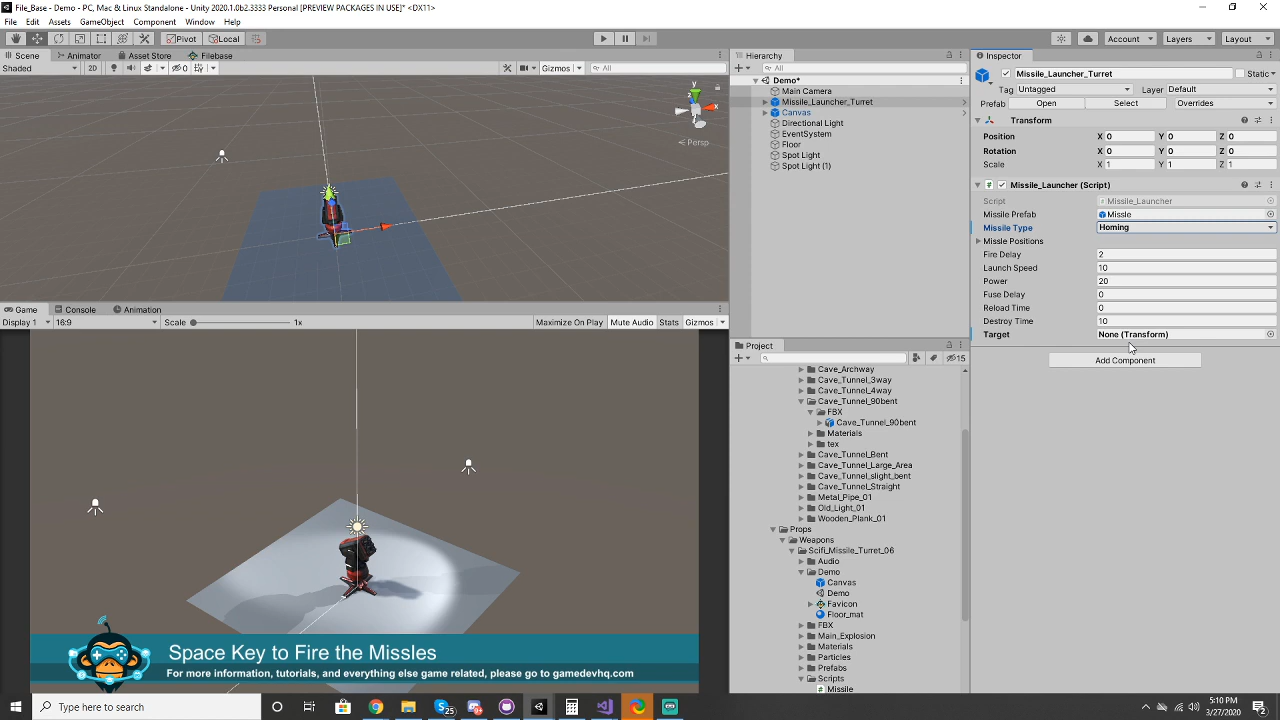 File_Base - Demo - PC, Mac & Linux Standalone - Unity 2020.1.0b2.3333 Personal [PREVIEW PACKAGES IN USE]* <DX11>
File Edit Assets GameObject Component Window Help
Pivot Local Account Layers Layout
Scene Animator Asset Store Filebase
Shaded 2D 0 Gizmos All
y
x
Persp
Game Console Animation
Display 1 16:9 Scale 1x Maximize On Play Mute Audio Stats Gizmos
Space Key to Fire the Missles
For more information, tutorials, and everything else game related, please go to gamedevhq.com
Hierarchy
All
Demo*
Main Camera
Missile_Launcher_Turret
Canvas
Directional Light
EventSystem
Floor
Spot Light
Spot Light (1)
Project
15
Cave_Archway
Cave_Tunnel_3way
Cave_Tunnel_4way
Cave_Tunnel_90bent
FBX
Cave_Tunnel_90bent
Materials
tex
Cave_Tunnel_Bent
Cave_Tunnel_Large_Area
Cave_Tunnel_slight_bent
Cave_Tunnel_Straight
Metal_Pipe_01
Old_Light_01
Wooden_Plank_01
Props
Weapons
Scifi_Missile_Turret_06
Audio
Demo
Canvas
Demo
Favicon
Floor_mat
FBX
Main_Explosion
Materials
Particles
Prefabs
Scripts
Missile
Inspector
Missile_Launcher_Turret Static
Tag Untagged Layer Default
Prefab Open Select Overrides
Transform
Position X 0 Y 0 Z 0
Rotation X 0 Y 0 Z 0
Scale X 1 Y 1 Z 1
Missile_Launcher (Script)
Script Missile_Launcher
Missile Prefab Missle
Missile Type Homing
Missle Positions
Fire Delay 2
Launch Speed 10
Power 20
Fuse Delay 0
Reload Time 0
Destroy Time 10
Target None (Transform)
Add Component
Type here to search
25
5:10 PM
3/27/2020
2